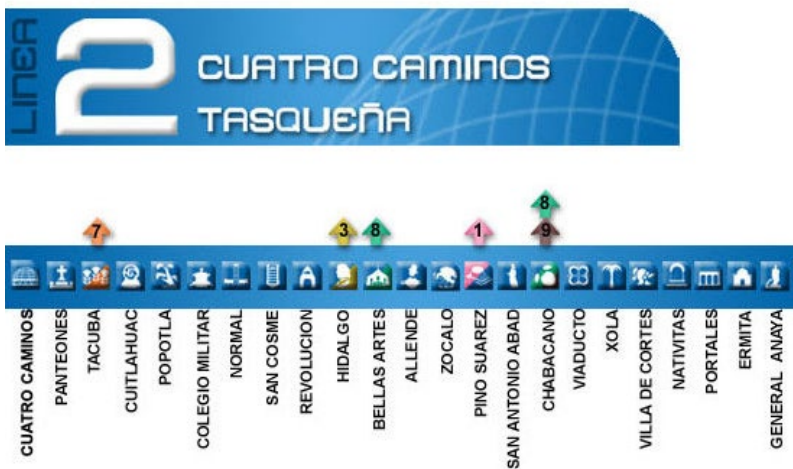 LINEA
2
CUATRO CAMINOS
TASQUEÑA
7
3
8
1
8
9
CUATRO CAMINOS
PANTEONES
TACUBA
CUITLAHUAC
POPOTLA
COLEGIO MILITAR
NORMAL
SAN COSME
REVOLUCION
HIDALGO
BELLAS ARTES
ALLENDE
ZOCALO
PINO SUAREZ
SAN ANTONIO ABAD
CHABACANO
VIADUCTO
XOLA
VILLA DE CORTES
NATIVITAS
PORTALES
ERMITA
GENERAL ANAYA